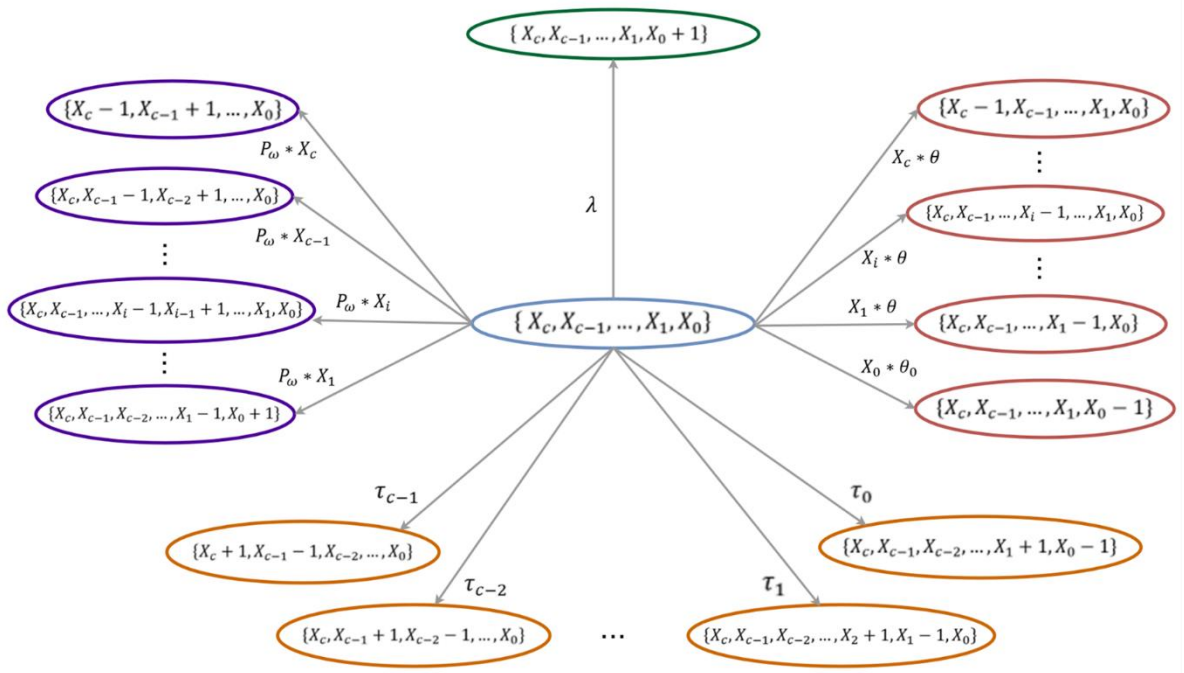 { X_c, X_{c−1}, …, X_1, X_0 + 1}
{X_c − 1, X_{c−1} + 1, …, X_0}
P_ω * X_c
{X_c, X_{c−1} − 1, X_{c−2} + 1, …, X_0}
P_ω * X_{c−1}
⋮
{X_c, X_{c−1}, …, X_i − 1, X_{i−1} + 1, …, X_1, X_0}
P_ω * X_i
⋮
P_ω * X_1
{X_c, X_{c−1}, X_{c−2}, …, X_1 − 1, X_0 + 1}
λ
{ X_c, X_{c−1}, …, X_1, X_0}
{X_c − 1, X_{c−1}, …, X_1, X_0}
X_c * θ
⋮
{X_c, X_{c−1}, …, X_i − 1, …, X_1, X_0}
X_i * θ
⋮
X_1 * θ
{X_c, X_{c−1}, …, X_1 − 1, X_0}
X_0 * θ_0
{X_c, X_{c−1}, …, X_1, X_0 − 1}
τ_{c−1}
τ_0
{X_c + 1, X_{c−1} − 1, X_{c−2}, …, X_0}
{X_c, X_{c−1}, X_{c−2}, …, X_1 + 1, X_0 − 1}
τ_{c−2}
τ_1
{X_c, X_{c−1} + 1, X_{c−2} − 1, …, X_0}
…
{X_c, X_{c−1}, X_{c−2}, …, X_2 + 1, X_1 − 1, X_0}